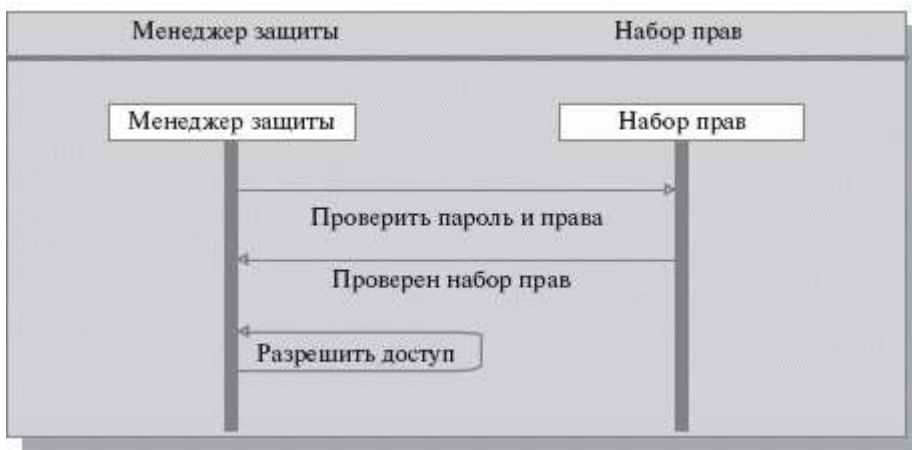 Менеджер защиты
Набор прав
Менеджер защиты
Набор прав
Проверить пароль и права
Проверен набор прав
Разрешить доступ